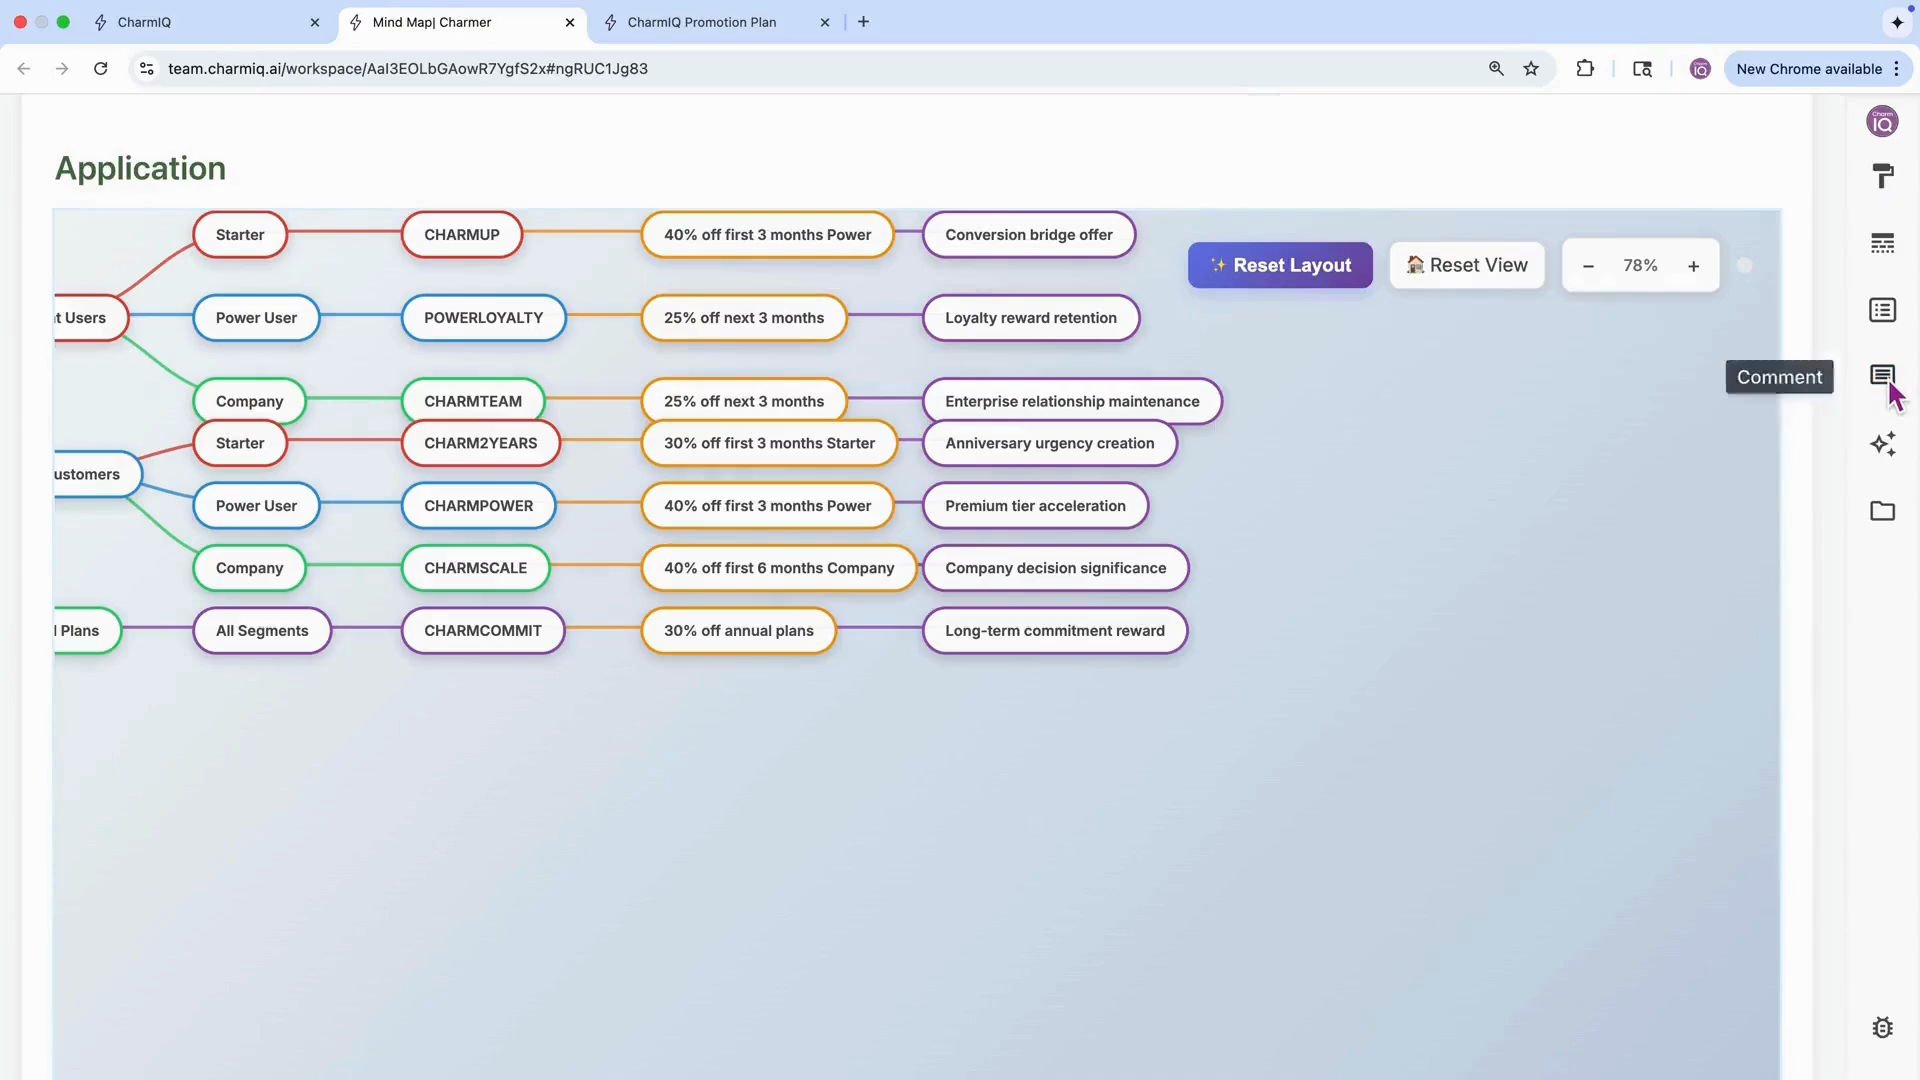 CharmIQ
Mind Map| Charmer
CharmIQ Promotion Plan
team.charmiq.ai/workspace/AaI3EOLbGAowR7YgfS2x#ngRUC1Jg83
Charm IQ
New Chrome available
Charm IQ
Application
Starter
CHARMUP
40% off first 3 months Power
Conversion bridge offer
✨ Reset Layout
🏠 Reset View
− 78% +
t Users
Power User
POWERLOYALTY
25% off next 3 months
Loyalty reward retention
Comment
Company
CHARMTEAM
25% off next 3 months
Enterprise relationship maintenance
Starter
CHARM2YEARS
30% off first 3 months Starter
Anniversary urgency creation
ustomers
Power User
CHARMPOWER
40% off first 3 months Power
Premium tier acceleration
Company
CHARMSCALE
40% off first 6 months Company
Company decision significance
l Plans
All Segments
CHARMCOMMIT
30% off annual plans
Long-term commitment reward